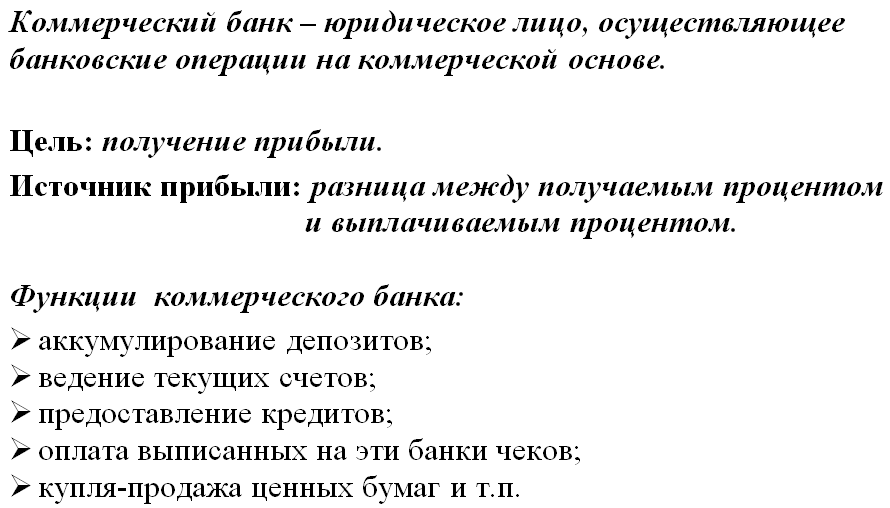 Коммерческий банк – юридическое лицо, осуществляющее
банковские операции на коммерческой основе.
Цель: получение прибыли.
Источник прибыли: разница между получаемым процентом
и выплачиваемым процентом.
Функции коммерческого банка:
➢ аккумулирование депозитов;
➢ ведение текущих счетов;
➢ предоставление кредитов;
➢ оплата выписанных на эти банки чеков;
➢ купля-продажа ценных бумаг и т.п.